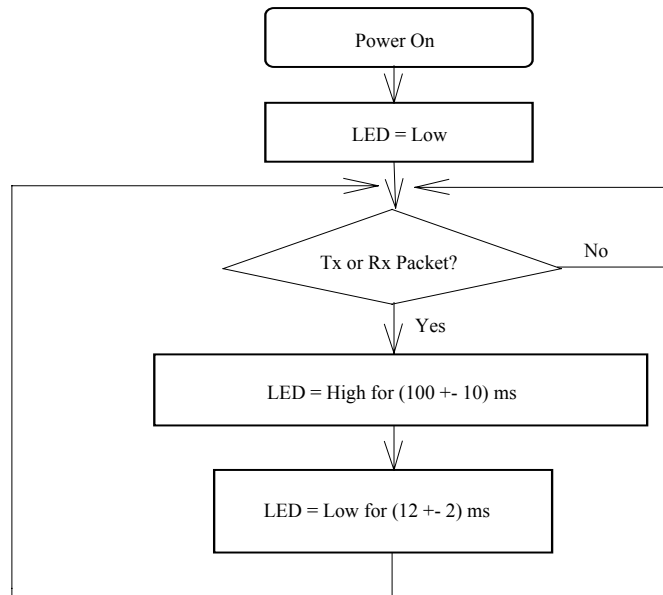 Power On
LED = Low
Tx or Rx Packet?
No
Yes
LED = High for (100 +- 10) ms
LED = Low for (12 +- 2) ms